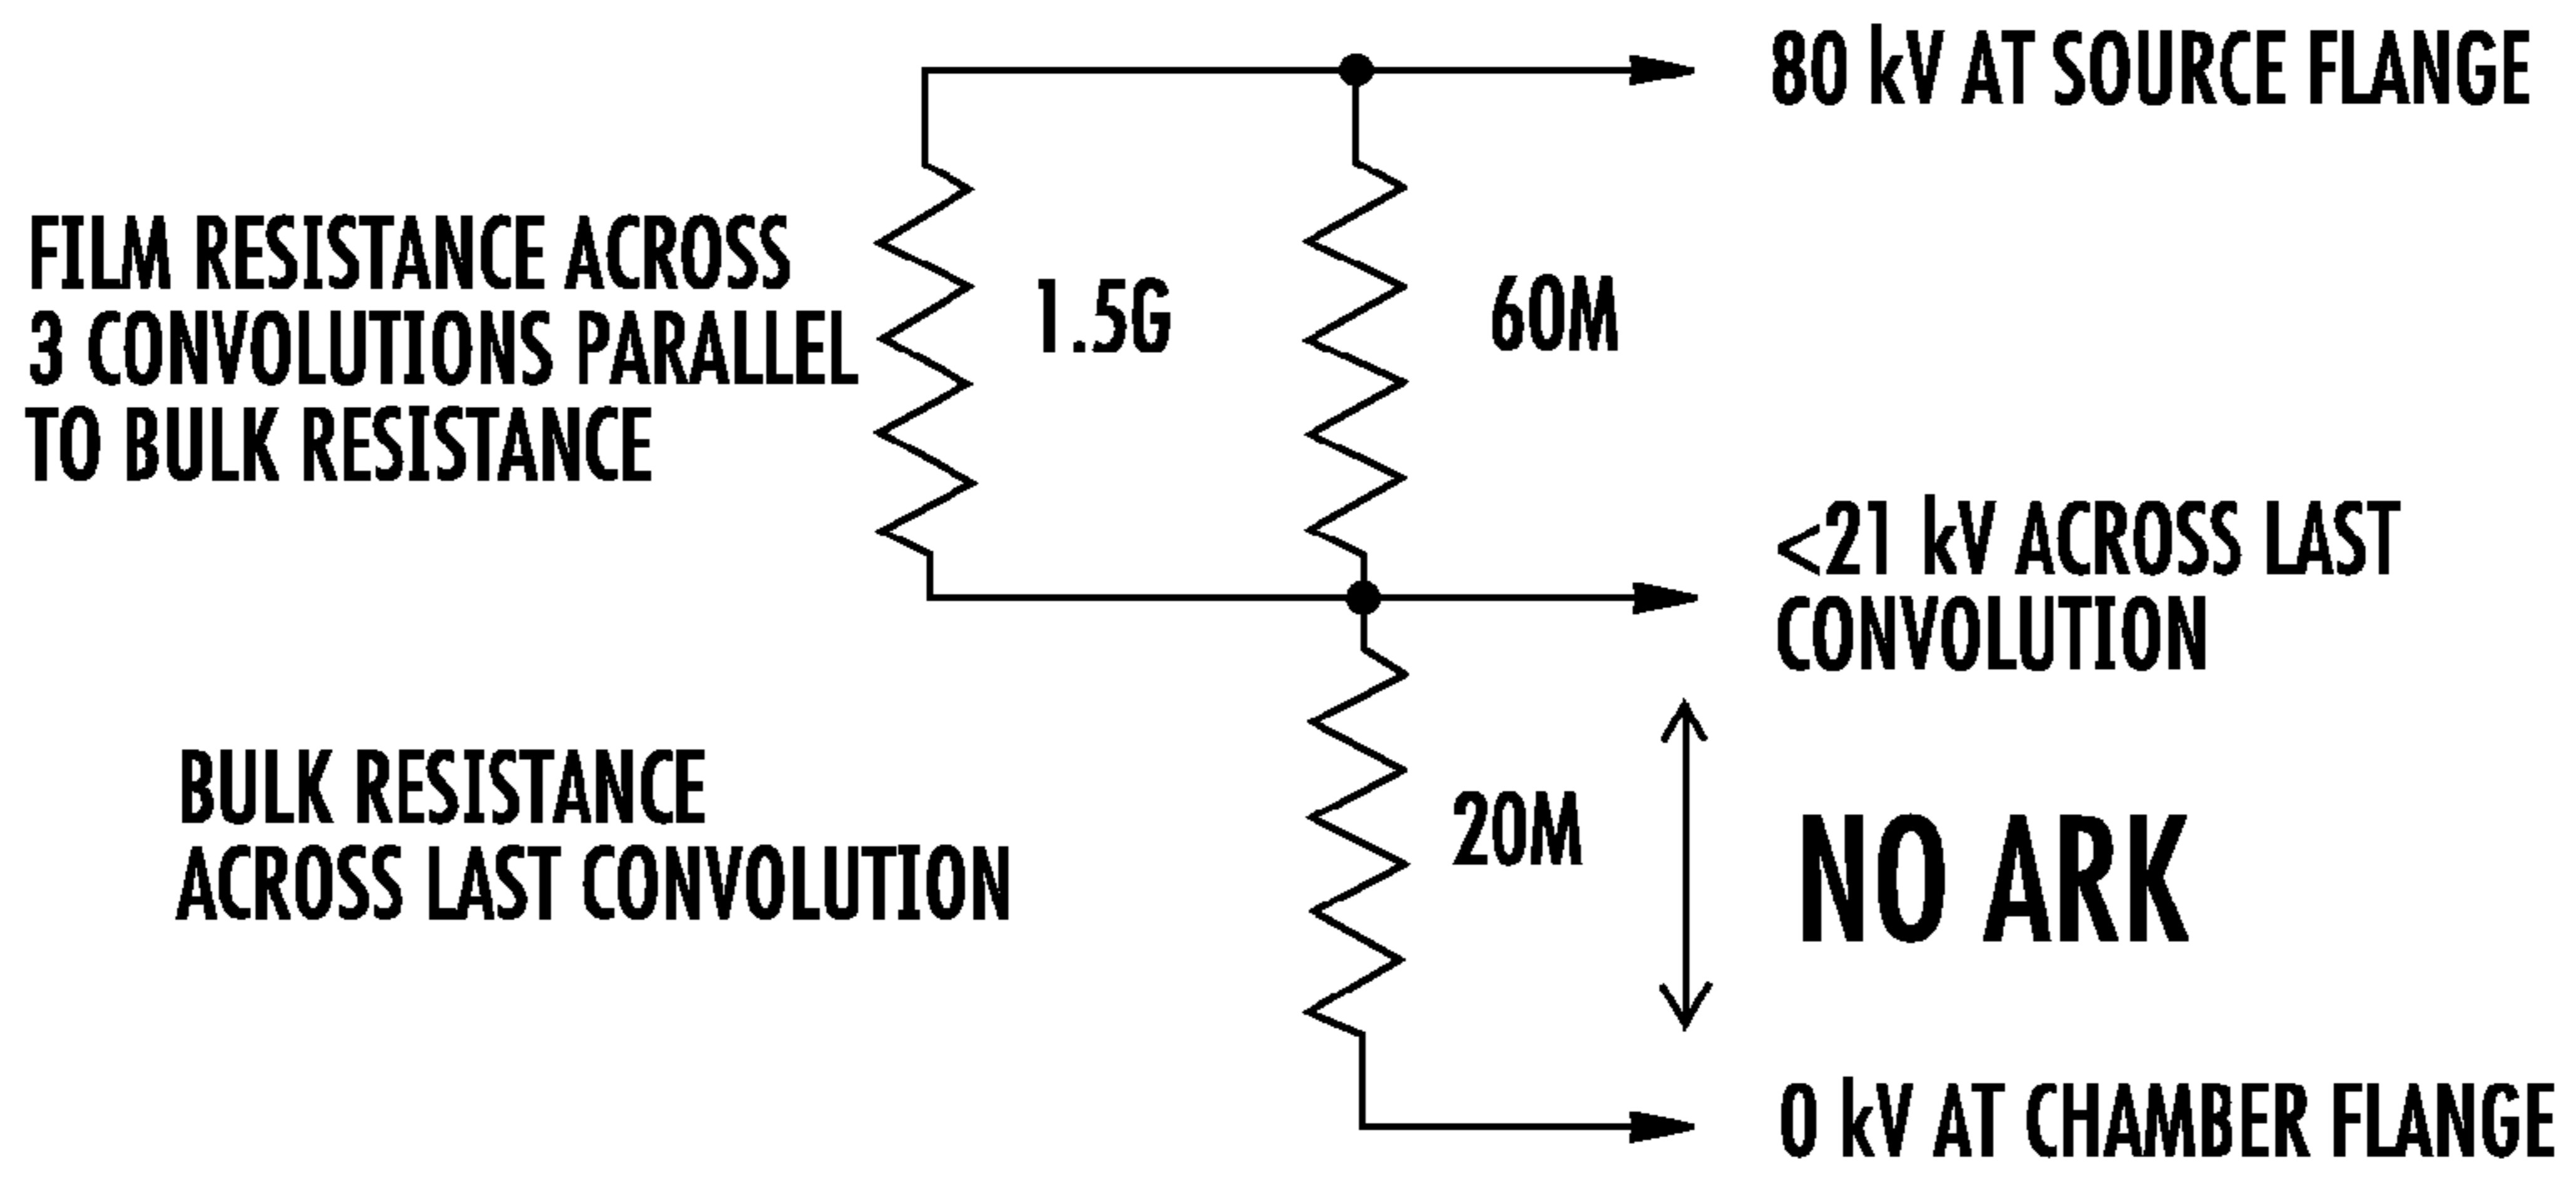 80 kV AT SOURCE FLANGE
FILM RESISTANCE ACROSS
3 CONVOLUTIONS PARALLEL
TO BULK RESISTANCE
1.5G
60M
<21 kV ACROSS LAST
CONVOLUTION
BULK RESISTANCE
ACROSS LAST CONVOLUTION
20M
NO ARK
0 kV AT CHAMBER FLANGE